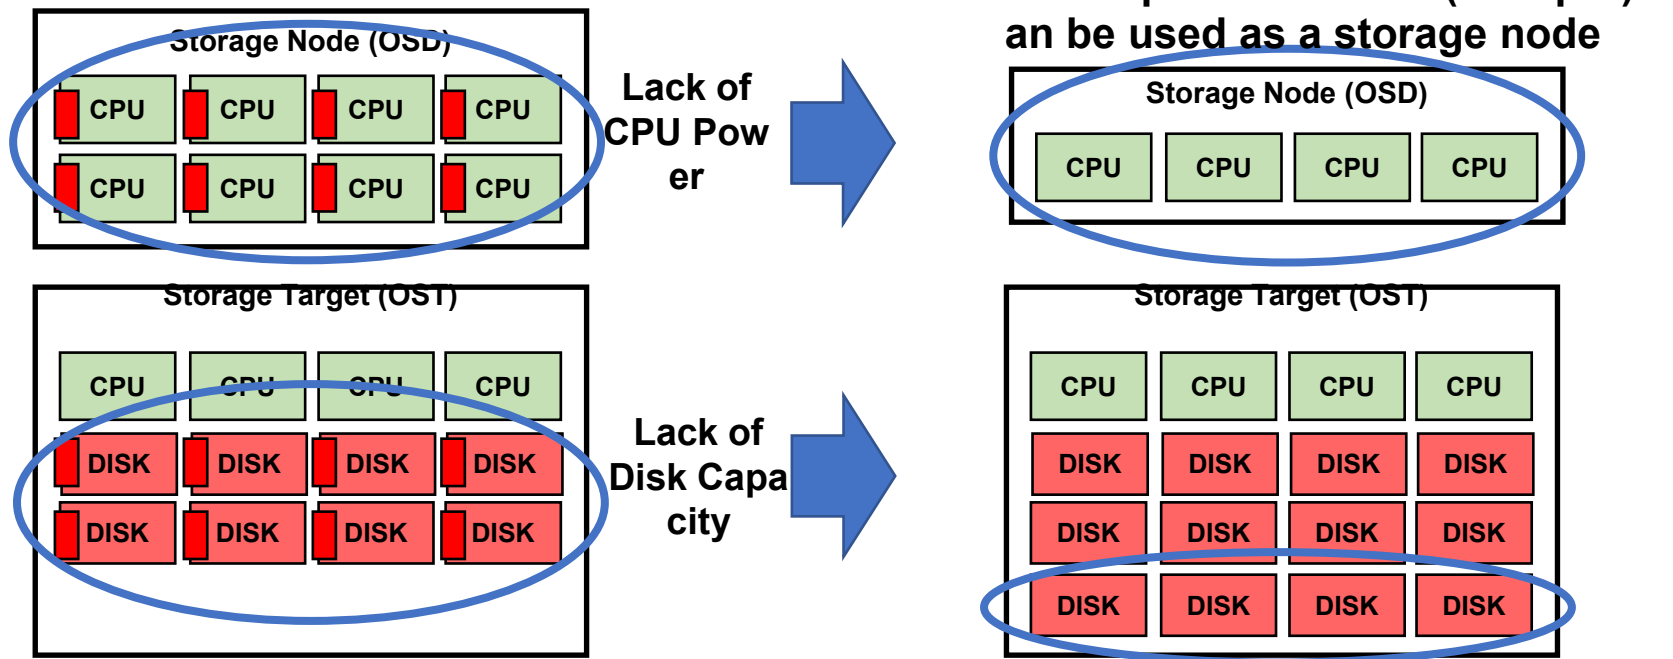 an be used as a storage node
Storage Node (OSD)
CPU CPU CPU CPU
CPU CPU CPU CPU
Lack of
CPU Pow
er
Storage Node (OSD)
CPU CPU CPU CPU
Storage Target (OST)
CPU CPU CPU CPU
DISK DISK DISK DISK
DISK DISK DISK DISK
Lack of
Disk Capa
city
Storage Target (OST)
CPU CPU CPU CPU
DISK DISK DISK DISK
DISK DISK DISK DISK
DISK DISK DISK DISK